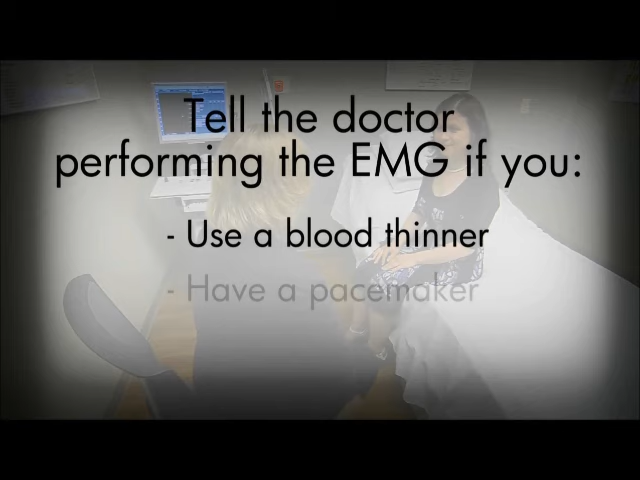 Tell the doctor
performing the EMG if you:
- Use a blood thinner
- Have a pacemaker